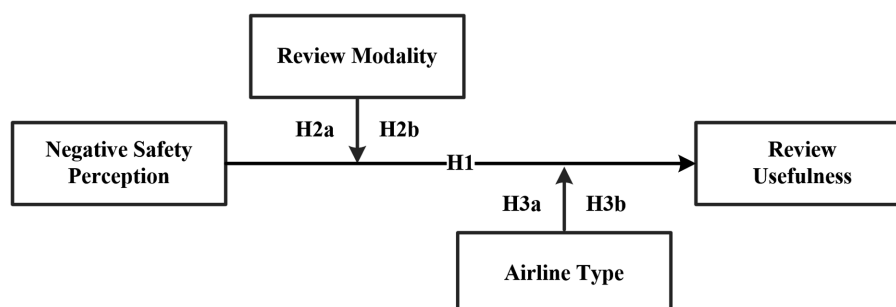 Review Modality
H2a H2b
Negative Safety
Perception
H1
Review
Usefulness
H3a H3b
Airline Type